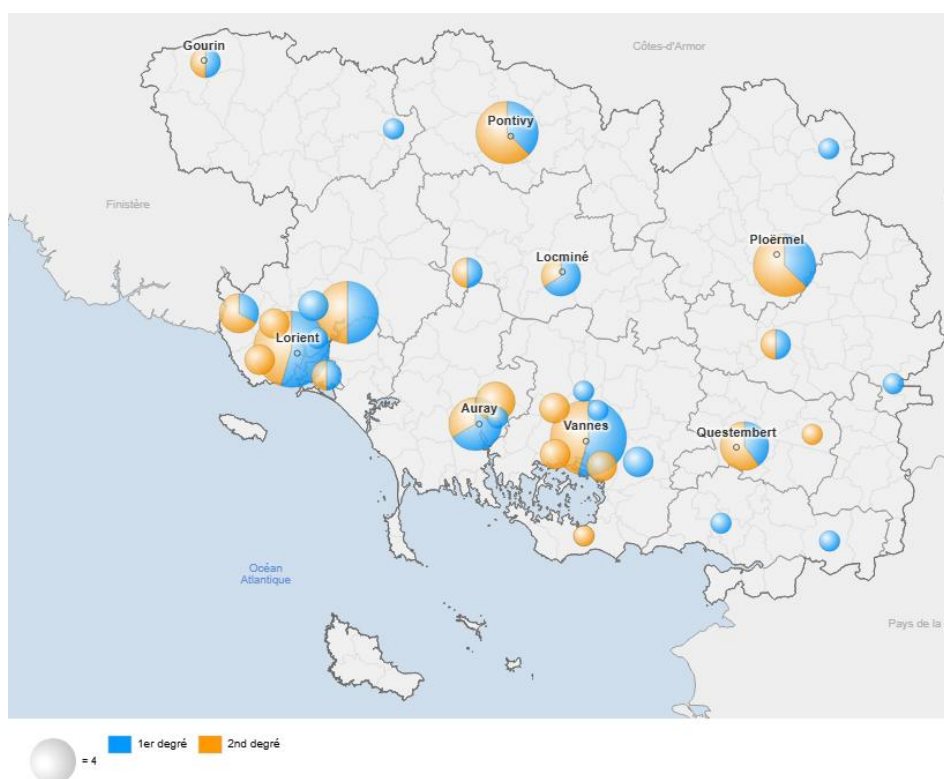 Gourin
Côtes-d'Armor
Pontivy
Finistère
Ploërmel
Locminé
Lorient
Auray
Vannes
Questembert
Océan
Atlantique
Pays de la
= 4
1er degré
2nd degré